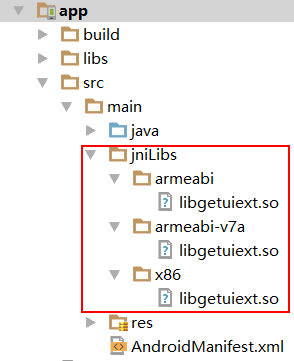 app
build
libs
src
main
java
jniLibs
armeabi
libgetuiext.so
armeabi-v7a
libgetuiext.so
x86
libgetuiext.so
res
AndroidManifest.xml